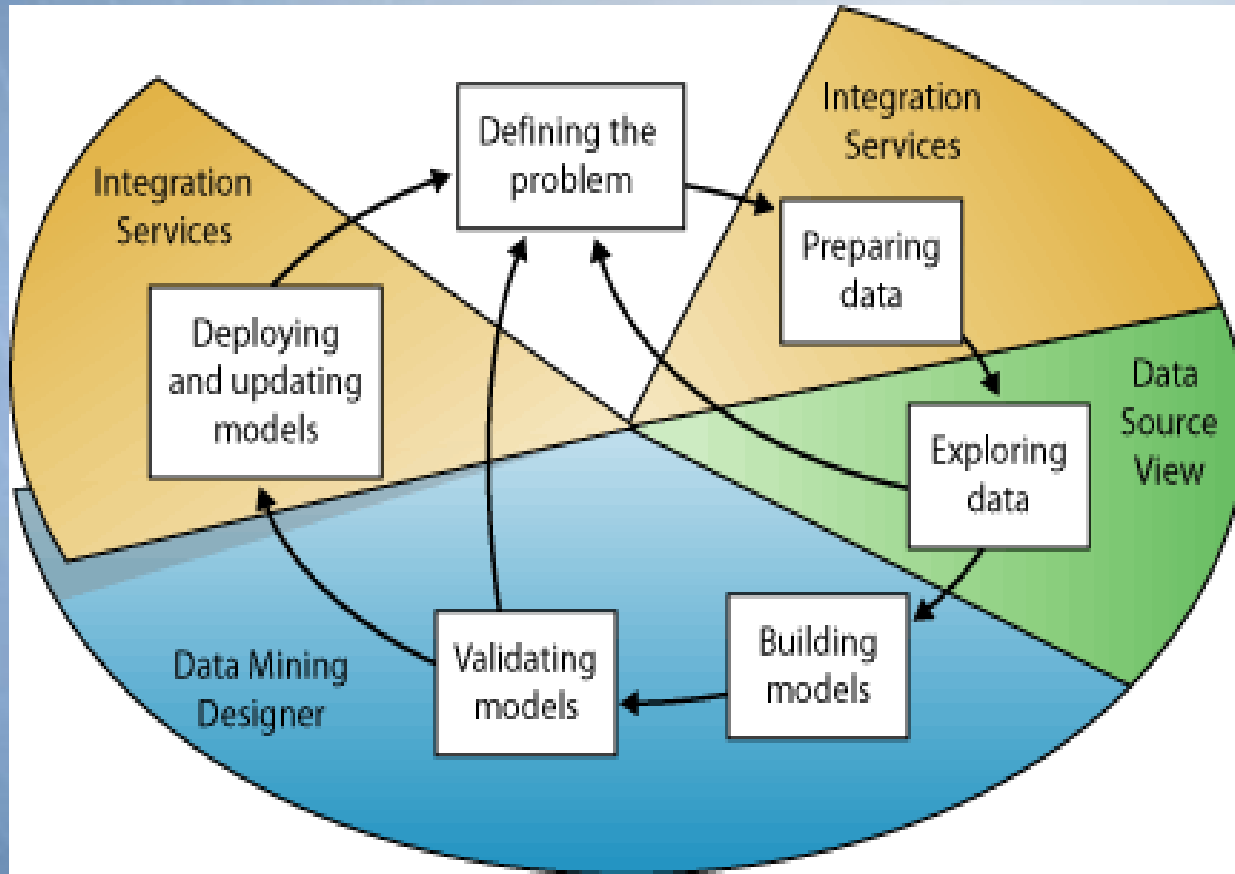 Defining the
problem
Integration
Services
Preparing
data
Data
Source
View
Exploring
data
Building
models
Validating
models
Data Mining
Designer
Deploying
and updating
models
Integration
Services